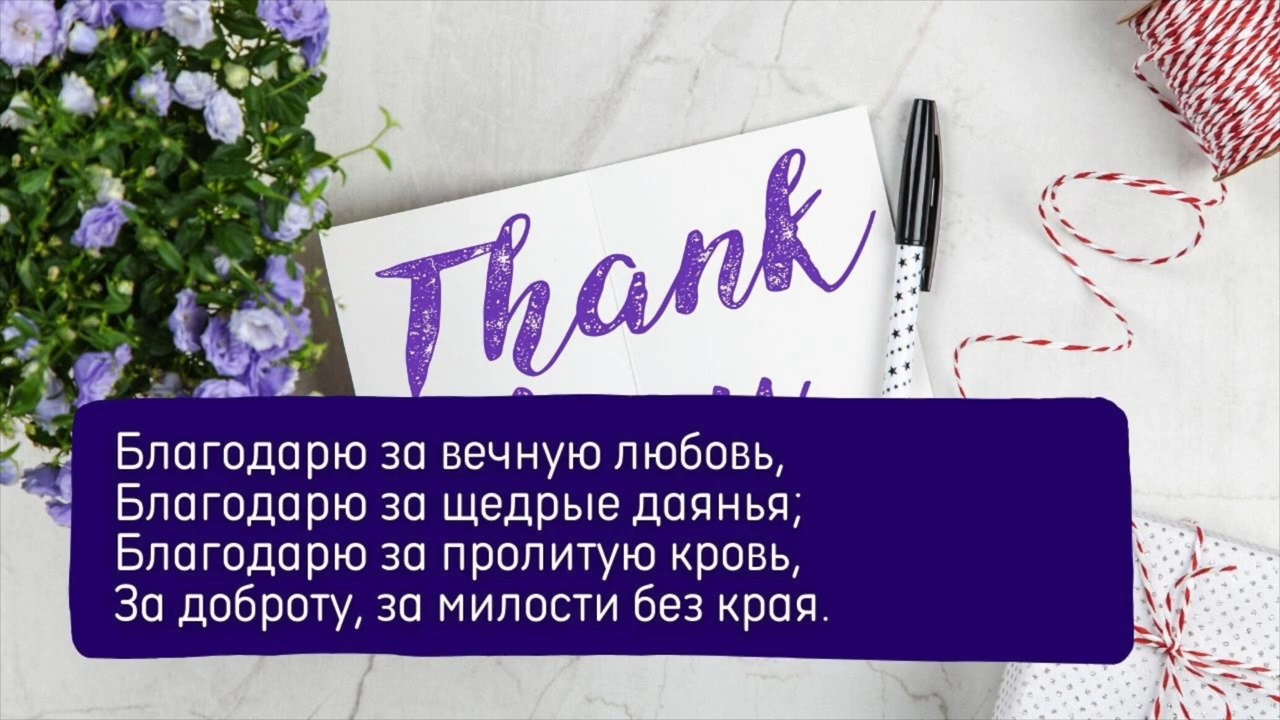 Thank
Благодарю за вечную любовь,
Благодарю за щедрые даянья;
Благодарю за пролитую кровь,
За доброту, за милости без края.